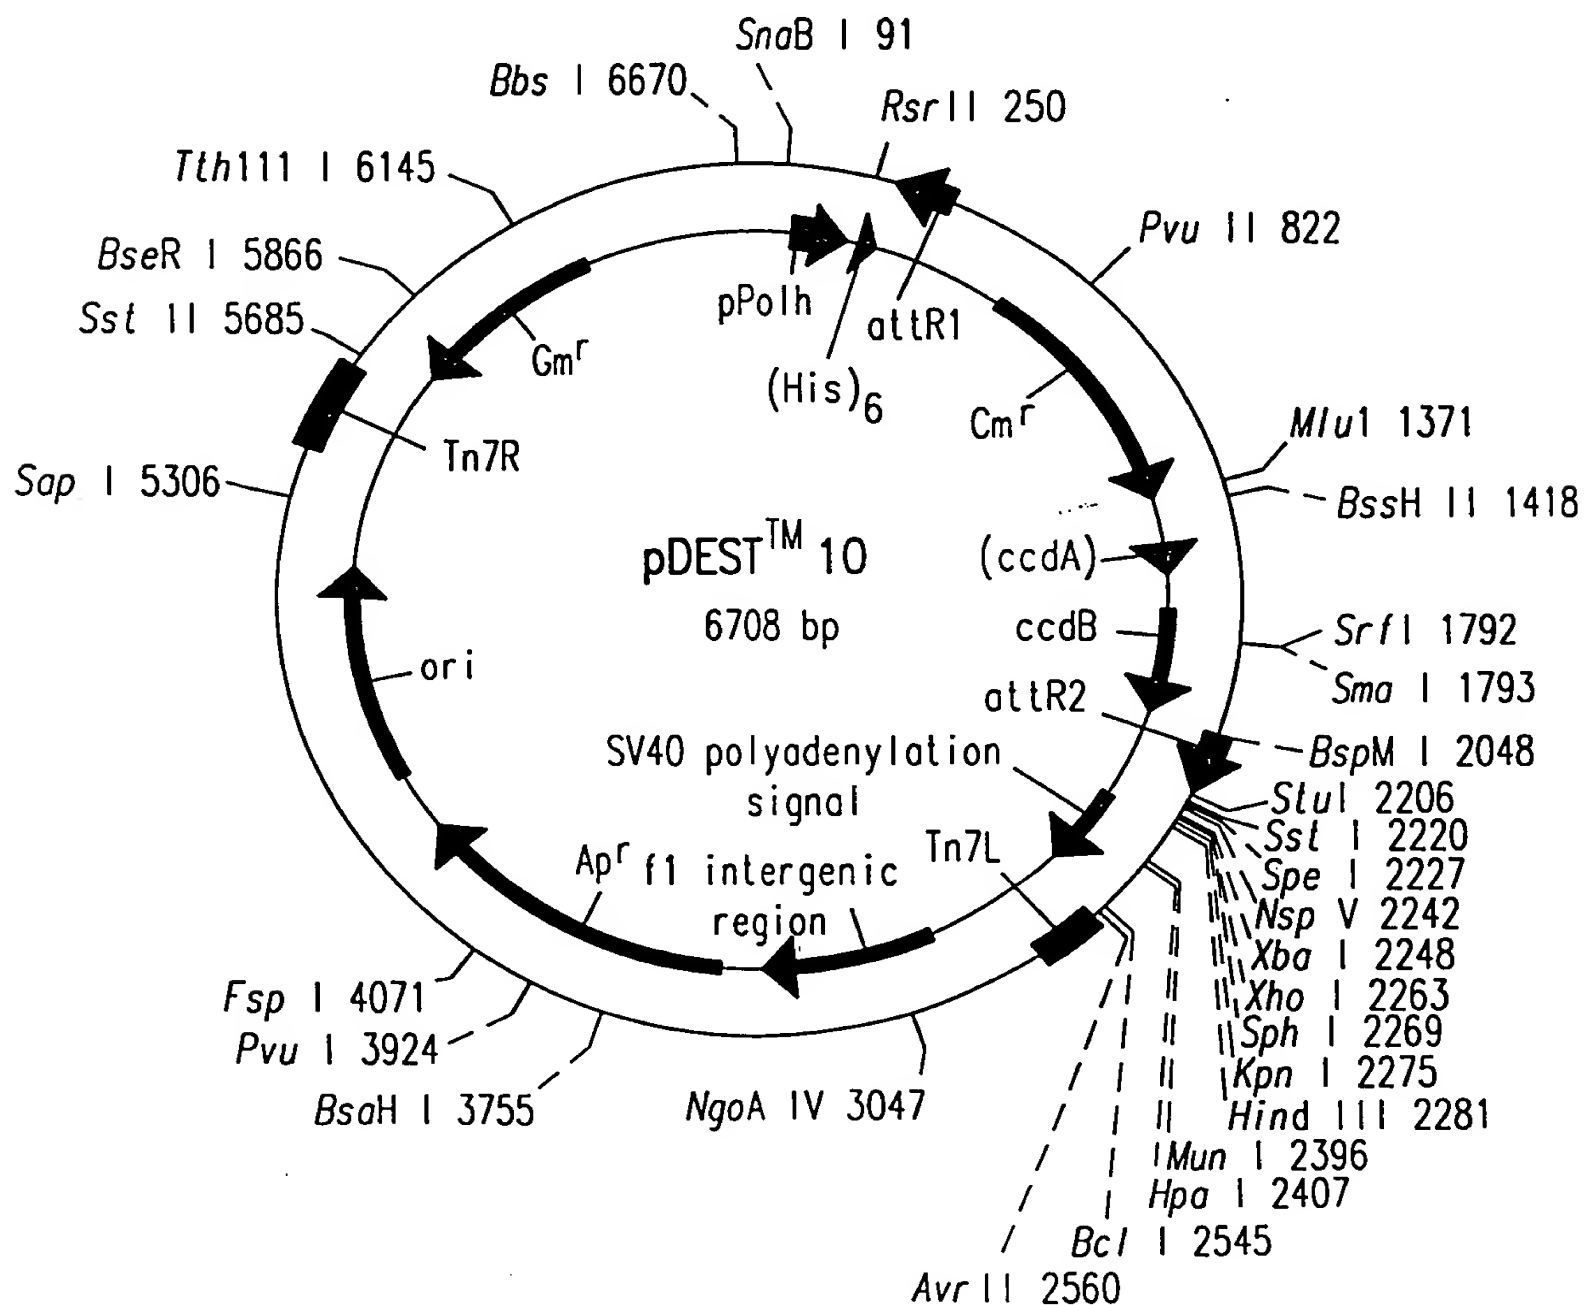 SnaB I 91
Bbs I 6670
RsrII 250
Tth111 I 6145
PvuII 822
BseR I 5866
Sst II 5685
pPolh
attR1
Gmr
(His)6
Cmr
Mlu1 1371
Tn7R
Sap I 5306
BssH II 1418
pDEST™ 10
(ccdA)
6708 bp
ccdB
SrfI 1792
ori
Sma I 1793
attR2
SV40 polyadenylation
signal
BspM I 2048
StuI 2206
Sst I 2220
Tn7L
Apr
f1 intergenic
region
Spe I 2227
Nsp V 2242
Xba I 2248
Fsp I 4071
Xho I 2263
Pvu I 3924
Sph I 2269
Kpn I 2275
BsaH I 3755
NgoA IV 3047
Hind III 2281
Mun I 2396
Hpa I 2407
Bcl I 2545
AvrII 2560